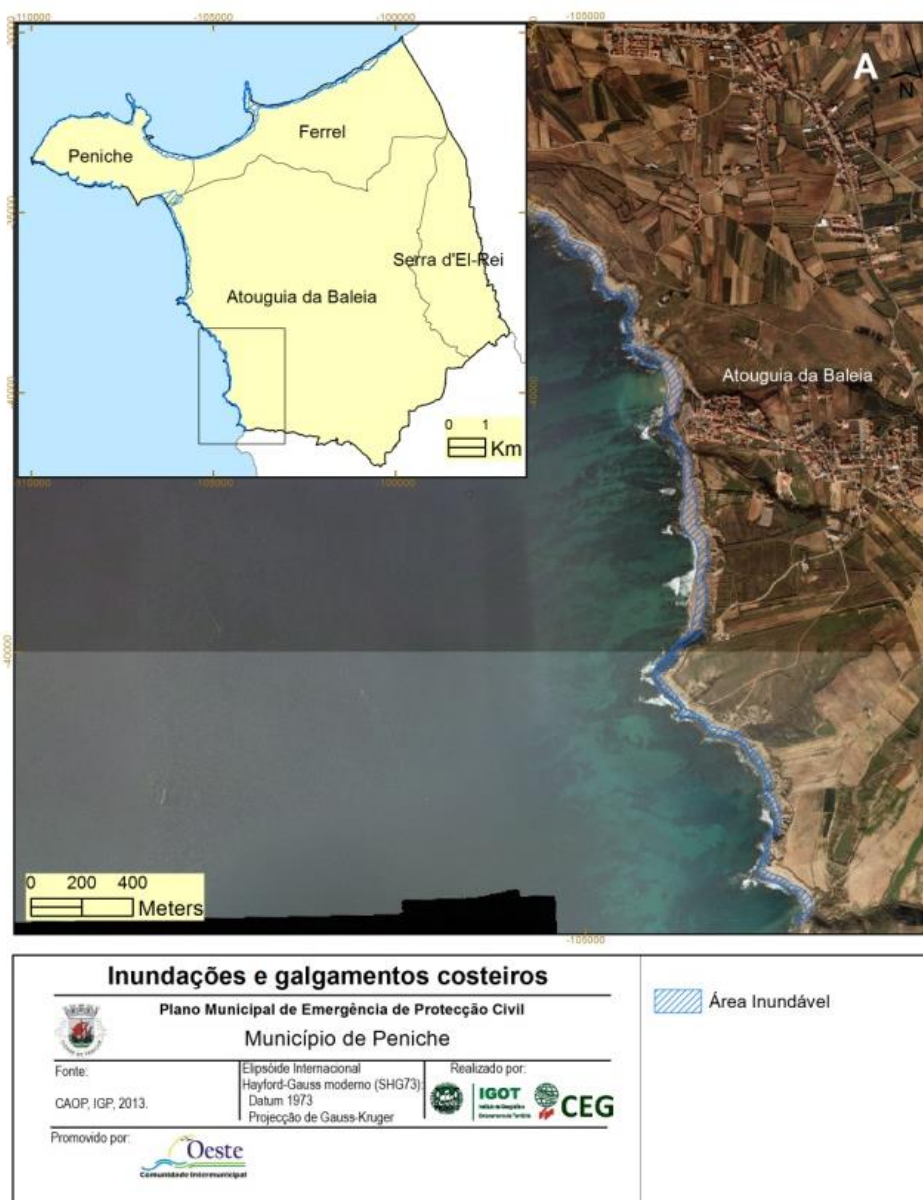 -110000
-105000
-100000
-105000
A
N
Peniche
Ferrel
Serra d'El-Rei
Atouguia da Baleia
0 1
Km
-40000
-110000
-105000
-100000
Atouguia da Baleia
-40000
0 200 400
Meters
-105000
Inundações e galgamentos costeiros
Plano Municipal de Emergência de Protecção Civil
Município de Peniche
Fonte:
CAOP, IGP, 2013.
Elipsóide Internacional
Hayford-Gauss moderno (SHG73)
Datum 1973
Projecção de Gauss-Kruger
Realizado por:
IGOT
CEG
Promovido por:
Oeste
Comunidade Intermunicipal
Área Inundável